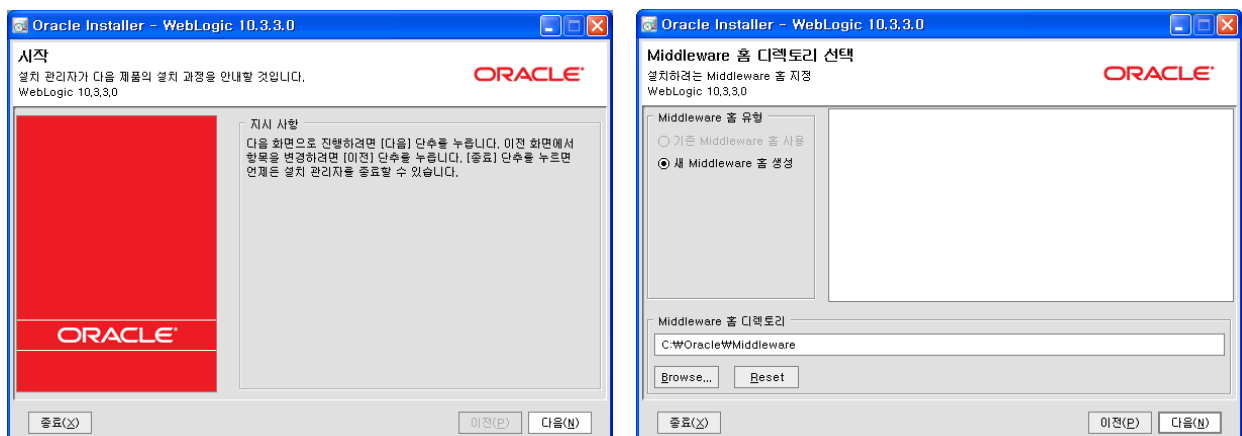 Oracle Installer - WebLogic 10.3.3.0
시작
설치 관리자가 다음 제품의 설치 과정을 안내할 것입니다.
WebLogic 10.3.3.0
ORACLE
지시 사항
다음 화면으로 진행하려면 [다음] 단추를 누릅니다. 이전 화면에서
항목을 변경하려면 [이전] 단추를 누릅니다. [종료] 단추를 누르면
언제든 설치 관리자를 종료할 수 있습니다.
ORACLE
종료(X)
이전(P)
다음(N)
Oracle Installer - WebLogic 10.3.3.0
Middleware 홈 디렉토리 선택
설치하려는 Middleware 홈 지정
WebLogic 10.3.3.0
ORACLE
Middleware 홈 유형
기존 Middleware 홈 사용
새 Middleware 홈 생성
Middleware 홈 디렉토리
C:₩Oracle₩Middleware
Browse...
Reset
종료(X)
이전(P)
다음(N)